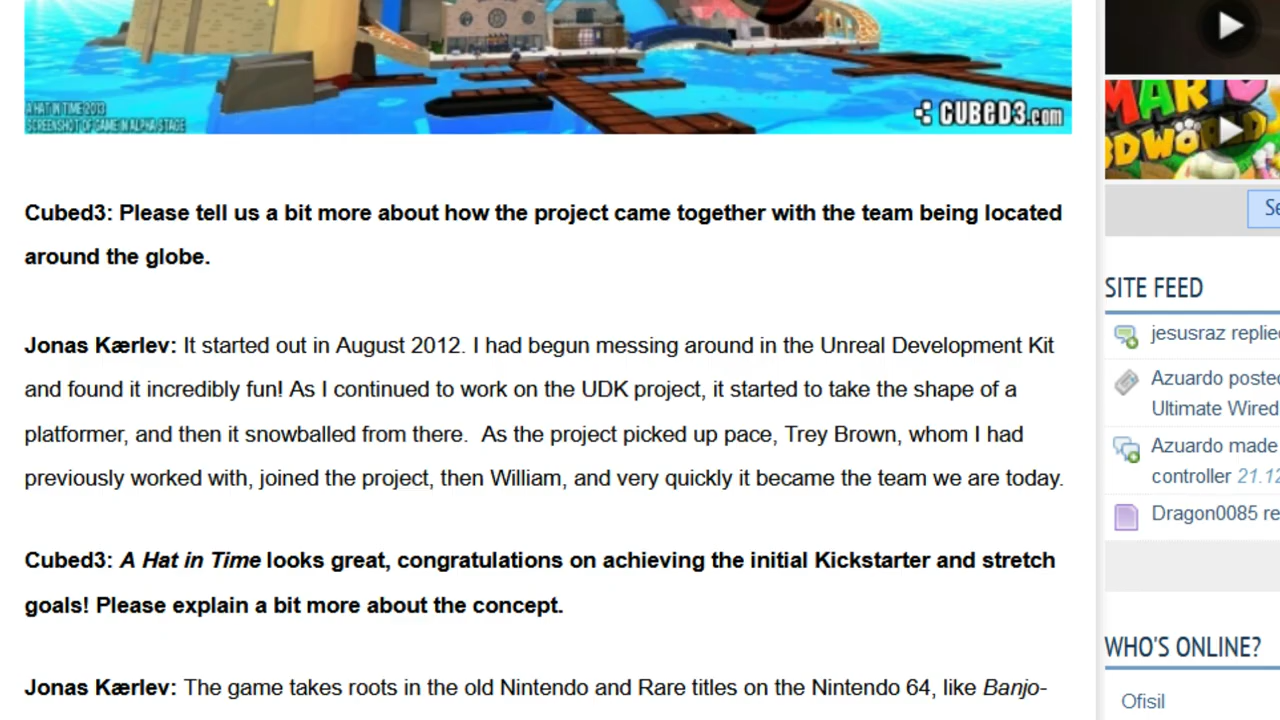 A HAT IN TIME 2013
SCREENSHOT OF GAME IN ALPHA STAGE
CUBED3.com
Cubed3: Please tell us a bit more about how the project came together with the team being located
around the globe.
Jonas Kærlev: It started out in August 2012. I had begun messing around in the Unreal Development Kit
and found it incredibly fun! As I continued to work on the UDK project, it started to take the shape of a
platformer, and then it snowballed from there.  As the project picked up pace, Trey Brown, whom I had
previously worked with, joined the project, then William, and very quickly it became the team we are today.
Cubed3: A Hat in Time looks great, congratulations on achieving the initial Kickstarter and stretch
goals! Please explain a bit more about the concept.
Jonas Kærlev: The game takes roots in the old Nintendo and Rare titles on the Nintendo 64, like Banjo-
MARIO
3D WORLD
Se
SITE FEED
jesusraz replie
Azuardo poste
Ultimate Wired
Azuardo made
controller 21.12
Dragon0085 re
WHO'S ONLINE?
Ofisil